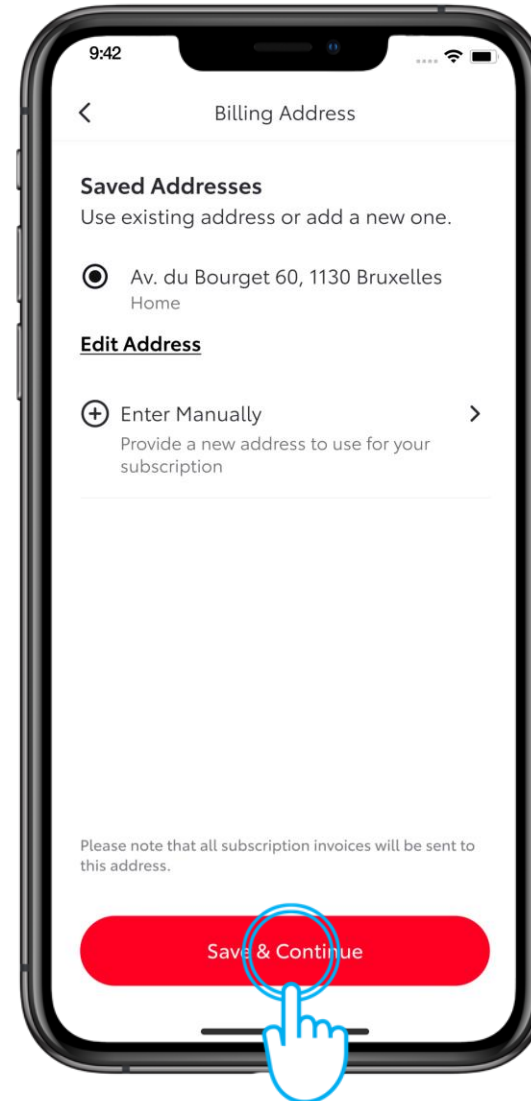 9:42
Billing Address
Saved Addresses
Use existing address or add a new one.
Av. du Bourget 60, 1130 Bruxelles
Home
Edit Address
Enter Manually
Provide a new address to use for your
subscription
Please note that all subscription invoices will be sent to
this address.
Save & Continue